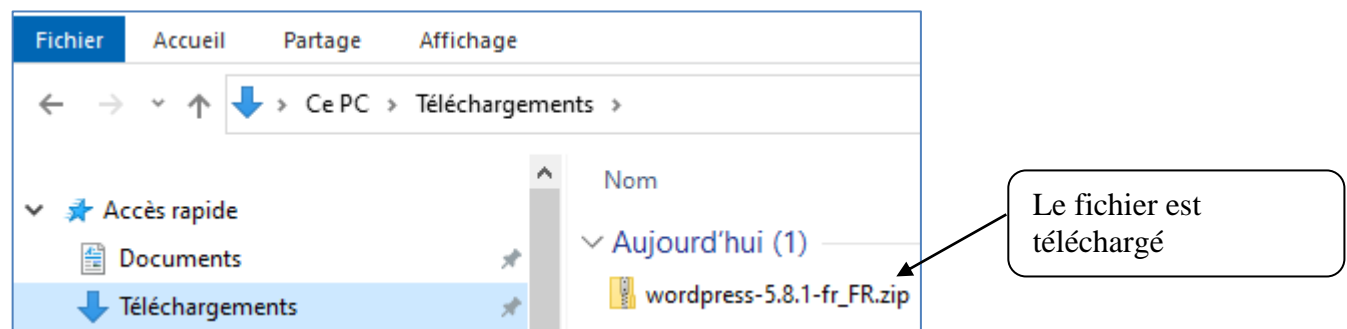 Fichier Accueil Partage Affichage
Ce PC > Téléchargements >
Nom
Accès rapide
Aujourd'hui (1)
Documents
Téléchargements
wordpress-5.8.1-fr_FR.zip
Le fichier est
téléchargé